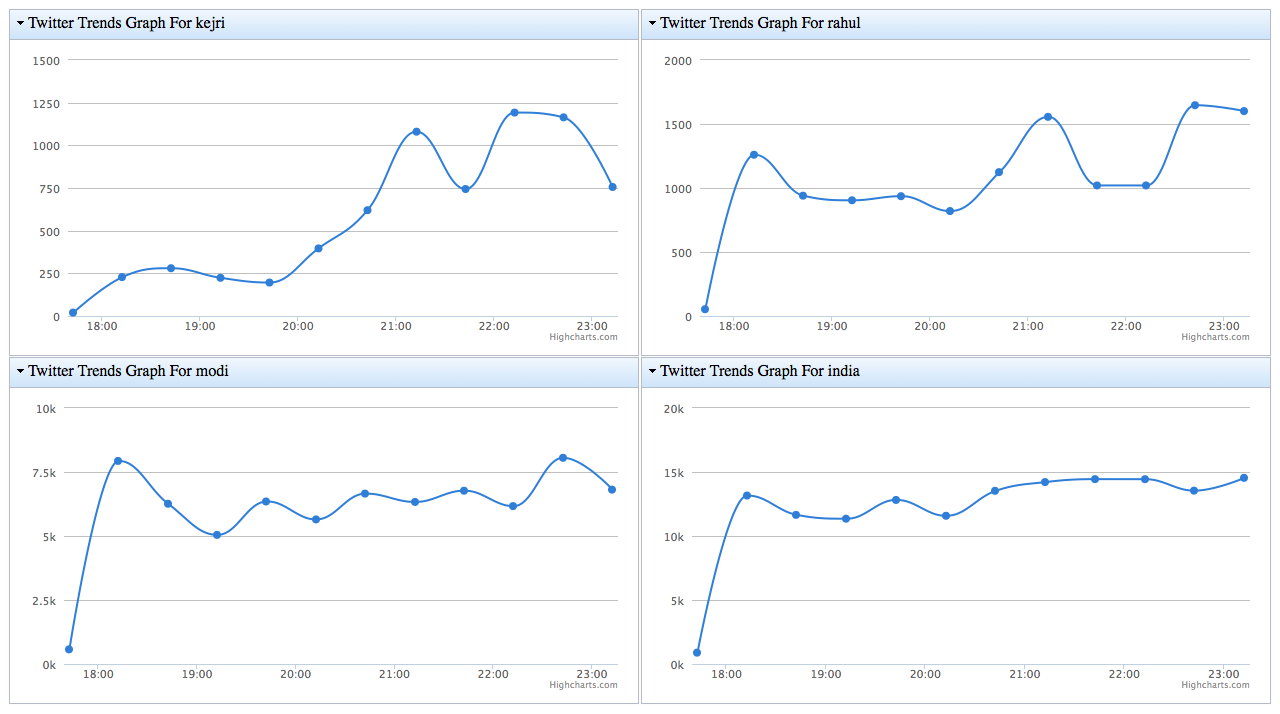 Twitter Trends Graph For kejri
1500
1250
1000
750
500
250
0
18:00 19:00 20:00 21:00 22:00 23:00
Highcharts.com
Twitter Trends Graph For rahul
2000
1500
1000
500
0
18:00 19:00 20:00 21:00 22:00 23:00
Highcharts.com
Twitter Trends Graph For modi
10k
7.5k
5k
2.5k
0k
18:00 19:00 20:00 21:00 22:00 23:00
Highcharts.com
Twitter Trends Graph For india
20k
15k
10k
5k
0k
18:00 19:00 20:00 21:00 22:00 23:00
Highcharts.com